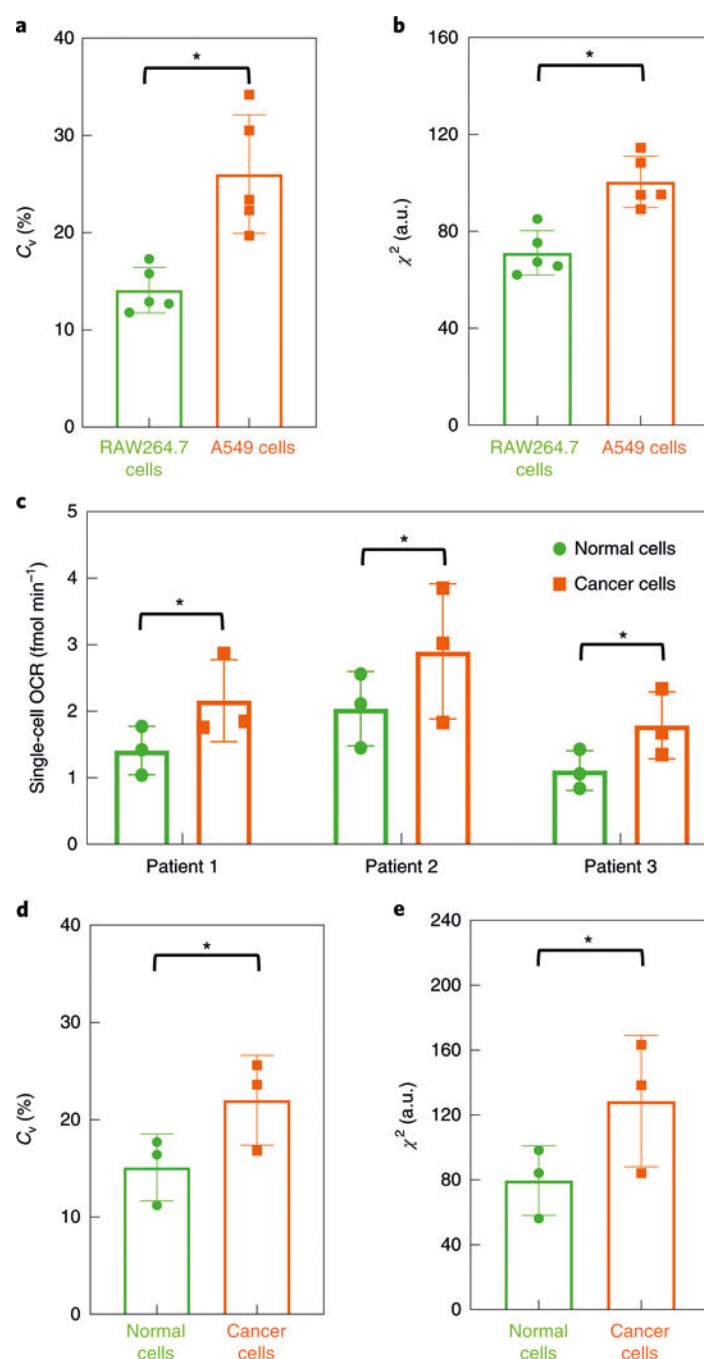 a
*
40
30
20
10
0
Cᵥ (%)
RAW264.7
cells
A549 cells
b
*
160
120
80
40
0
χ² (a.u.)
RAW264.7
cells
A549 cells
c
5
4
3
2
1
0
Single-cell OCR (fmol min⁻¹)
*
*
*
Normal cells
Cancer cells
Patient 1
Patient 2
Patient 3
d
*
40
30
20
10
0
Cᵥ (%)
Normal
cells
Cancer
cells
e
*
240
200
160
120
80
40
0
χ² (a.u.)
Normal
cells
Cancer
cells